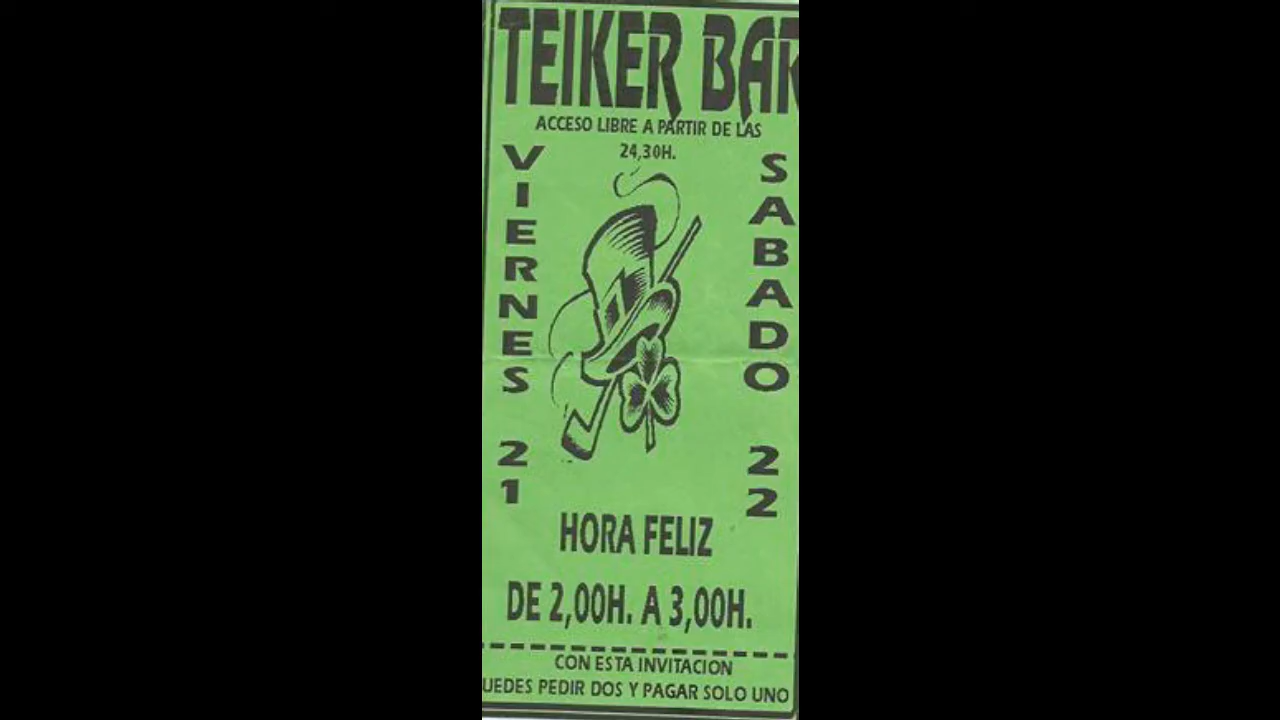 TEIKER BAR
ACCESO LIBRE A PARTIR DE LAS
24,30H.
VIERNES 21
SABADO 22
HORA FELIZ
DE 2,00H. A 3,00H.
CON ESTA INVITACION
UEDES PEDIR DOS Y PAGAR SOLO UNO